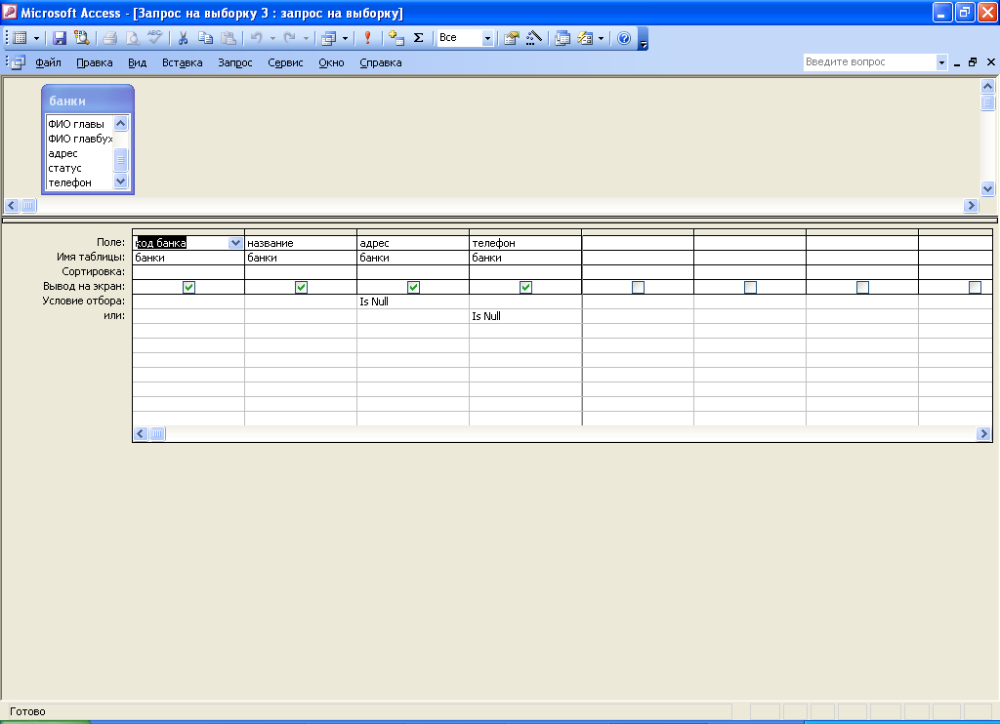 Microsoft Access - [Запрос на выборку 3 : запрос на выборку]
Все
Файл Правка Вид Вставка Запрос Сервис Окно Справка Введите вопрос
банки
ФИО главы
ФИО главбух
адрес
статус
телефон
Поле: код банка название адрес телефон
Имя таблицы: банки банки банки банки
Сортировка:
Вывод на экран:
Условие отбора: Is Null
или: Is Null
Готово